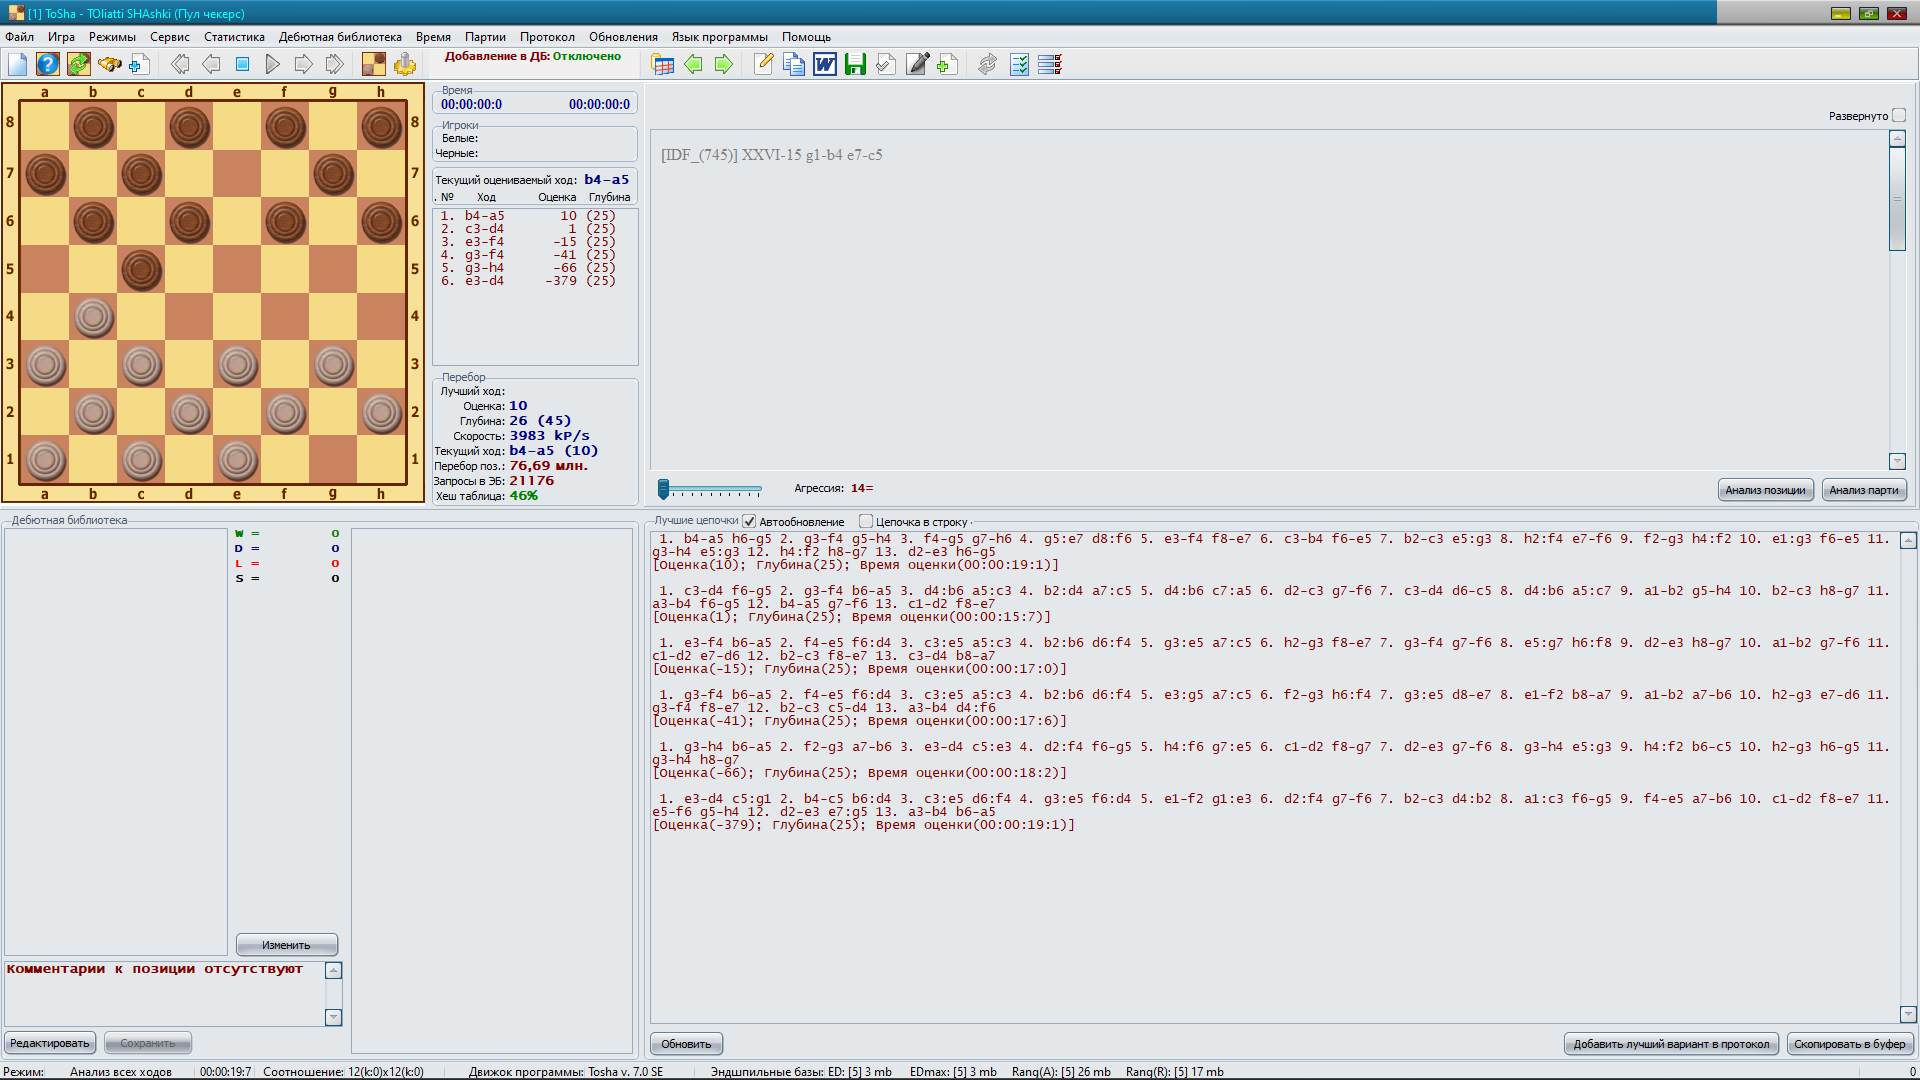 [1] ToSha - TOliatti SHAshki (Пул чекерс)
Файл Игра Режимы Сервис Статистика Дебютная библиотека Время Партии Протокол Обновления Язык программы Помощь
Добавление в ДБ: Отключено
a b c d e f g h
8 8
7 7
6 6
5 5
4 4
3 3
2 2
1 1
a b c d e f g h
Время
00:00:00:0 00:00:00:0
Игроки
Белые:
Черные:
Текущий оцениваемый ход: b4-a5
. № Ход Оценка Глубина
1. b4-a5 10 (25)
2. c3-d4 1 (25)
3. e3-f4 -15 (25)
4. g3-f4 -41 (25)
5. g3-h4 -66 (25)
6. e3-d4 -379 (25)
Перебор
Лучший ход:
Оценка: 10
Глубина: 26 (45)
Скорость: 3983 kP/s
Текущий ход: b4-a5 (10)
Перебор поз.: 76,69 млн.
Запросы в ЭБ: 21176
Хеш таблица: 46%
Развернуто
[IDF_(745)] XXVI-15 g1-b4 e7-c5
Агрессия: 14=
Анализ позиции Анализ парти
Дебютная библиотека
W = 0
D = 0
L = 0
S = 0
Изменить
Комментарии к позиции отсутствуют
Редактировать Сохранить
Лучшие цепочки Автообновление Цепочка в строку
1. b4-a5 h6-g5 2. g3-f4 g5-h4 3. f4-g5 g7-h6 4. g5:e7 d8:f6 5. e3-f4 f8-e7 6. c3-b4 f6-e5 7. b2-c3 e5:g3 8. h2:f4 e7-f6 9. f2-g3 h4:f2 10. e1:g3 f6-e5 11.
g3-h4 e5:g3 12. h4:f2 h8-g7 13. d2-e3 h6-g5
[Оценка(10); Глубина(25); Время оценки(00:00:19:1)]
1. c3-d4 f6-g5 2. g3-f4 b6-a5 3. d4:b6 a5:c3 4. b2:d4 a7:c5 5. d4:b6 c7:a5 6. d2-c3 g7-f6 7. c3-d4 d6-c5 8. d4:b6 a5:c7 9. a1-b2 g5-h4 10. b2-c3 h8-g7 11.
a3-b4 f6-g5 12. b4-a5 g7-f6 13. c1-d2 f8-e7
[Оценка(1); Глубина(25); Время оценки(00:00:15:7)]
1. e3-f4 b6-a5 2. f4-e5 f6:d4 3. c3:e5 a5:c3 4. b2:b6 d6:f4 5. g3:e5 a7:c5 6. h2-g3 f8-e7 7. g3-f4 g7-f6 8. e5:g7 h6:f8 9. d2-e3 h8-g7 10. a1-b2 g7-f6 11.
c1-d2 e7-d6 12. b2-c3 f8-e7 13. c3-d4 b8-a7
[Оценка(-15); Глубина(25); Время оценки(00:00:17:0)]
1. g3-f4 b6-a5 2. f4-e5 f6:d4 3. c3:e5 a5:c3 4. b2:b6 d6:f4 5. e3:g5 a7:c5 6. f2-g3 h6:f4 7. g3:e5 d8-e7 8. e1-f2 b8-a7 9. a1-b2 a7-b6 10. h2-g3 e7-d6 11.
g3-f4 f8-e7 12. b2-c3 c5-d4 13. a3-b4 d4:f6
[Оценка(-41); Глубина(25); Время оценки(00:00:17:6)]
1. g3-h4 b6-a5 2. f2-g3 a7-b6 3. e3-d4 c5:e3 4. d2:f4 f6-g5 5. h4:f6 g7:e5 6. c1-d2 f8-g7 7. d2-e3 g7-f6 8. g3-h4 e5:g3 9. h4:f2 b6-c5 10. h2-g3 h6-g5 11.
g3-h4 h8-g7
[Оценка(-66); Глубина(25); Время оценки(00:00:18:2)]
1. e3-d4 c5:g1 2. b4-c5 b6:d4 3. c3:e5 d6:f4 4. g3:e5 f6:d4 5. e1-f2 g1:e3 6. d2:f4 g7-f6 7. b2-c3 d4:b2 8. a1:c3 f6-g5 9. f4-e5 a7-b6 10. c1-d2 f8-e7 11.
e5-f6 g5-h4 12. d2-e3 e7:g5 13. a3-b4 b6-a5
[Оценка(-379); Глубина(25); Время оценки(00:00:19:1)]
Обновить Добавить лучший вариант в протокол Скопировать в буфер
Режим: Анализ всех ходов 00:00:19:7 Соотношение: 12(k:0)x12(k:0) Движок программы: Tosha v. 7.0 SE Эндшпильные базы: ED: [5] 3 mb EDmax: [5] 3 mb Rang(A): [5] 26 mb Rang(R): [5] 17 mb 0